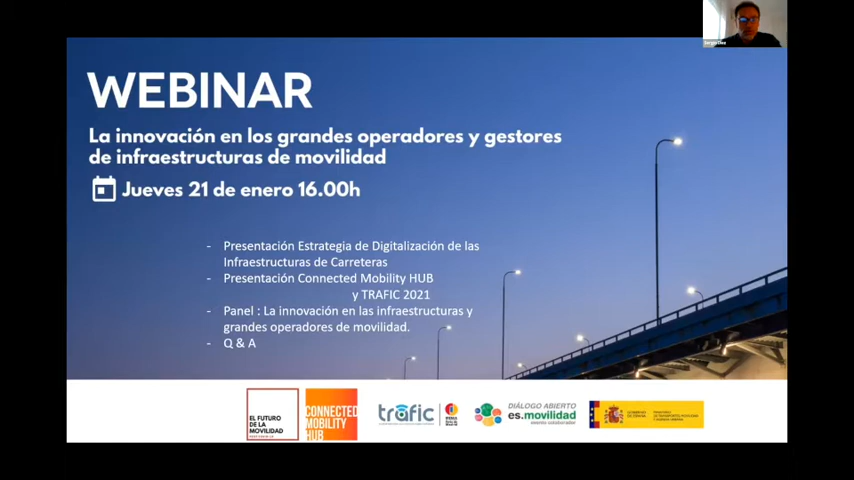 WEBINAR
La innovación en los grandes operadores y gestores
de infraestructuras de movilidad
Jueves 21 de enero 16.00h
- Presentación Estrategia de Digitalización de las
Infraestructuras de Carreteras
- Presentación Connected Mobility HUB
y TRAFIC 2021
- Panel : La innovación en las infraestructuras y
grandes operadores de movilidad.
- Q & A
EL FUTURO
DE LA
MOVILIDAD
CONNECTED
MOBILITY
HUB
trafic
DIÁLOGO ABIERTO
es.movilidad
evento colaborador